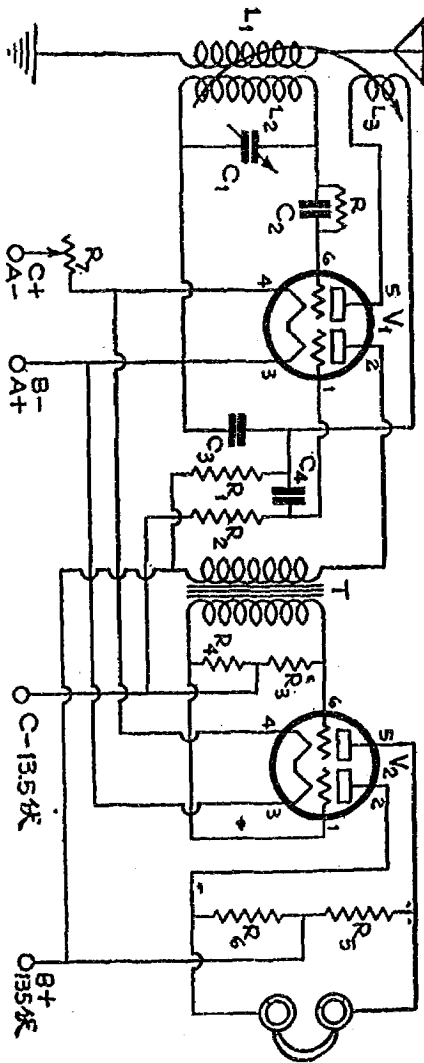 L₁
L₂
L₃
C₁
R
C₂
6
5
V₁
2
4
3
1
R₇
C+
A-
B-
A+
C₃
C₄
R₁
R₂
T
R₄
R₃
6
5
V₂
2
4
3
1
C-13.5伏
R₆
R₅
B+
135伏